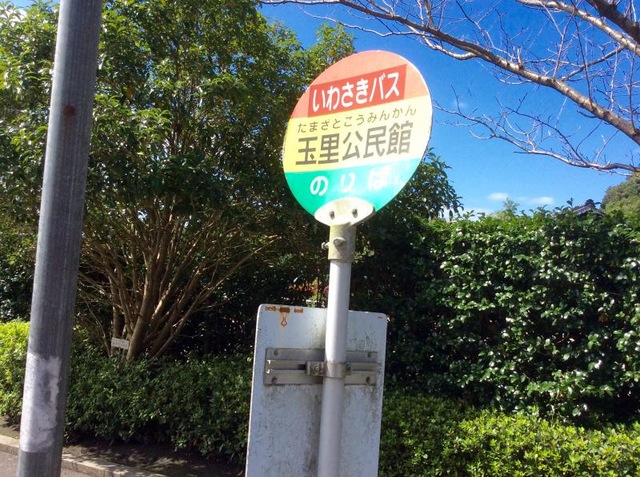 いわさきバス
たまざとこうみんかん
玉里公民館
のりば